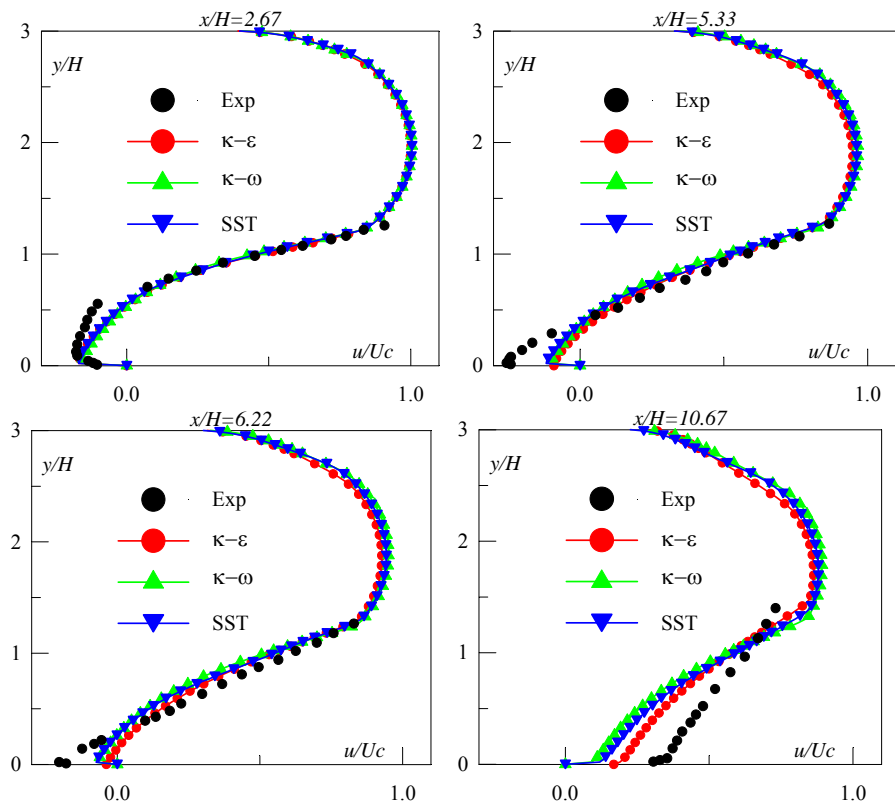 x/H=2.67
3
y/H
Exp
κ−ε
2
κ−ω
SST
1
u/Uc
0
0.0
1.0
x/H=5.33
3
y/H
Exp
κ−ε
2
κ−ω
SST
1
u/Uc
0
0.0
1.0
x/H=6.22
3
y/H
Exp
κ−ε
2
κ−ω
SST
1
u/Uc
0
0.0
1.0
x/H=10.67
3
y/H
Exp
κ−ε
2
κ−ω
SST
1
u/Uc
0
0.0
1.0